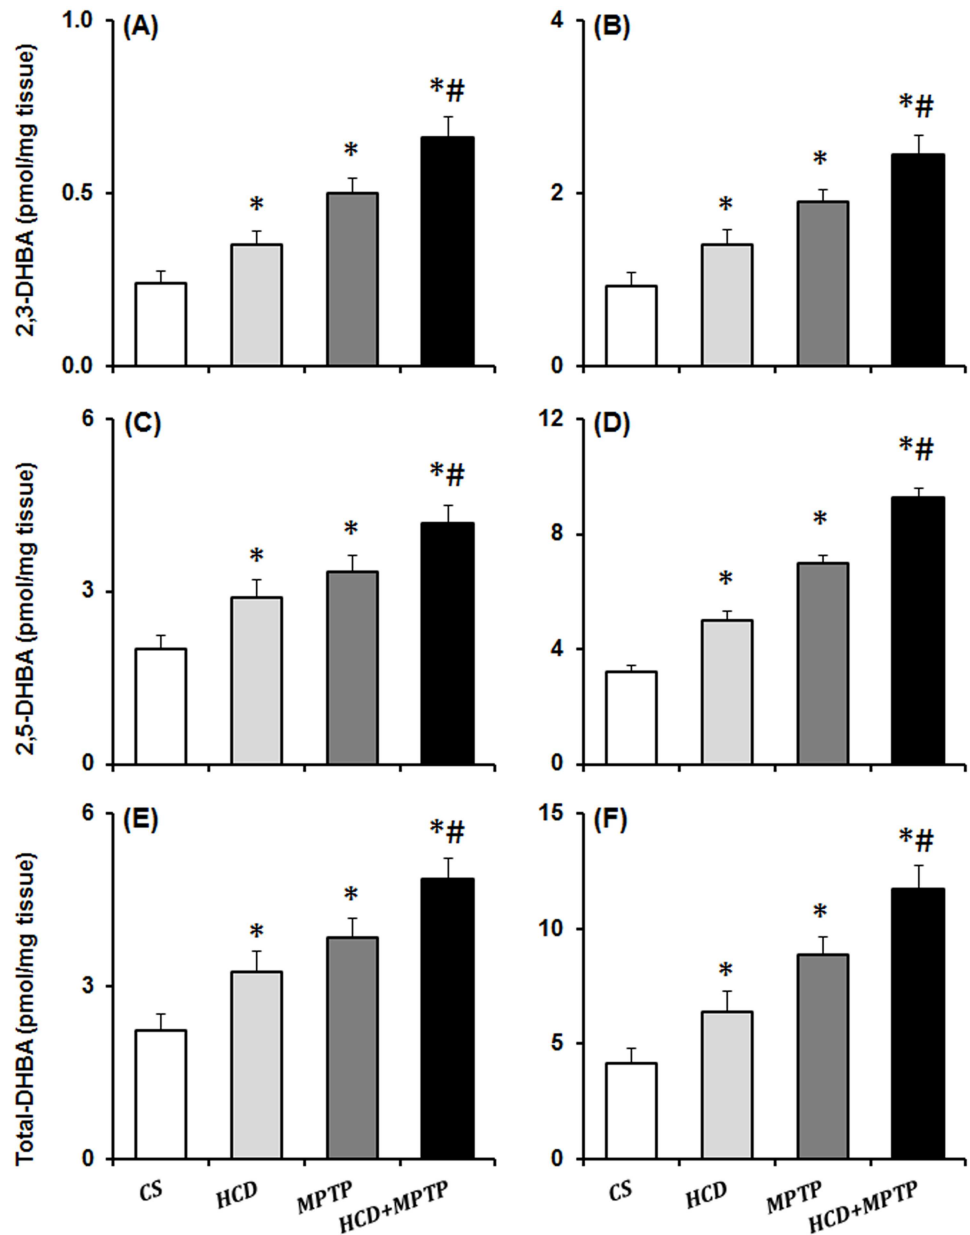 2,3-DHBA (pmol/mg tissue)
1.0
0.5
0.0
(A)
*
*
*#
4
2
0
(B)
*
*
*#
2,5-DHBA (pmol/mg tissue)
6
3
0
(C)
*
*
*#
12
8
4
0
(D)
*
*
*#
Total-DHBA (pmol/mg tissue)
6
3
0
(E)
*
*
*#
CS
HCD
MPTP
HCD+MPTP
15
10
5
0
(F)
*
*
*#
CS
HCD
MPTP
HCD+MPTP